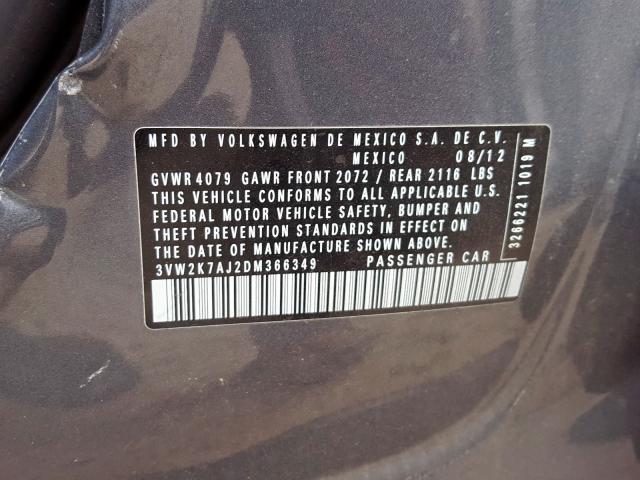 MFD BY VOLKSWAGEN DE MEXICO S.A. DE C.V.
MEXICO 08/12
GVWR 4079 GAWR FRONT 2072 / REAR 2116 LBS
THIS VEHICLE CONFORMS TO ALL APPLICABLE U.S.
FEDERAL MOTOR VEHICLE SAFETY, BUMPER AND
THEFT PREVENTION STANDARDS IN EFFECT ON
THE DATE OF MANUFACTURE SHOWN ABOVE.
3VW2K7AJ2DM366349 PASSENGER CAR
3266221 1019 M